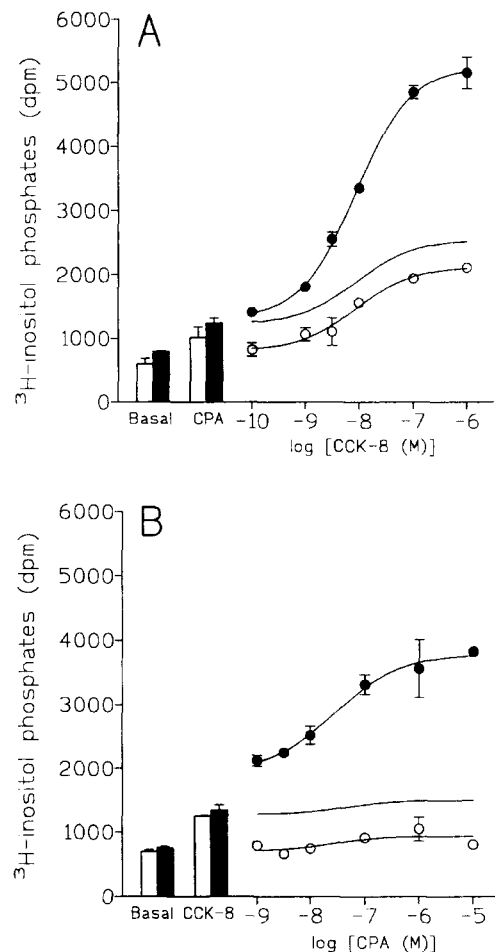 A
6000
5000
4000
3000
2000
1000
0
³H-inositol phosphates (dpm)
Basal CPA -10 -9 -8 -7 -6
log [CCK-8 (M)]
B
6000
5000
4000
3000
2000
1000
0
³H-inositol phosphates (dpm)
Basal CCK-8 -9 -8 -7 -6 -5
log [CPA (M)]